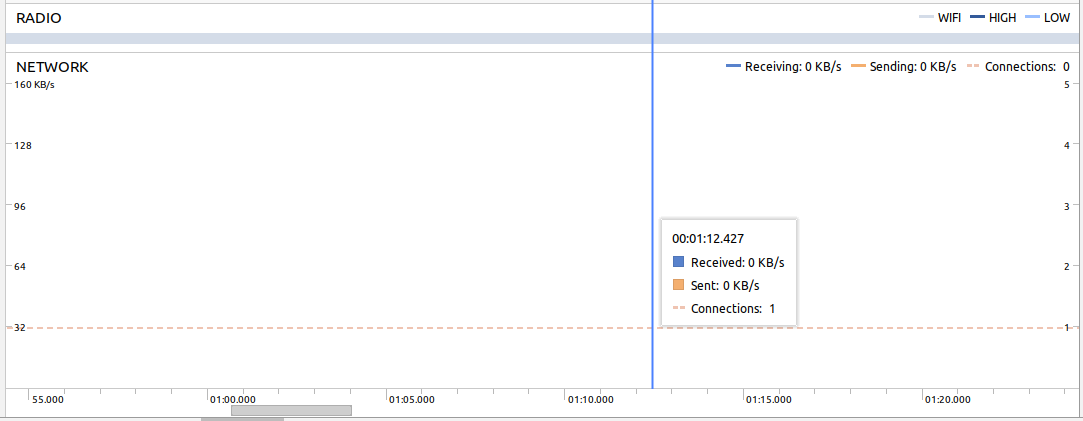 RADIO WIFI HIGH LOW
NETWORK Receiving: 0 KB/s Sending: 0 KB/s Connections: 0
160 KB/s 5
128 4
96 3
00:01:12.427
Received: 0 KB/s
64 2
Sent: 0 KB/s
Connections: 1
32 1
55.000 01:00.000 01:05.000 01:10.000 01:15.000 01:20.000